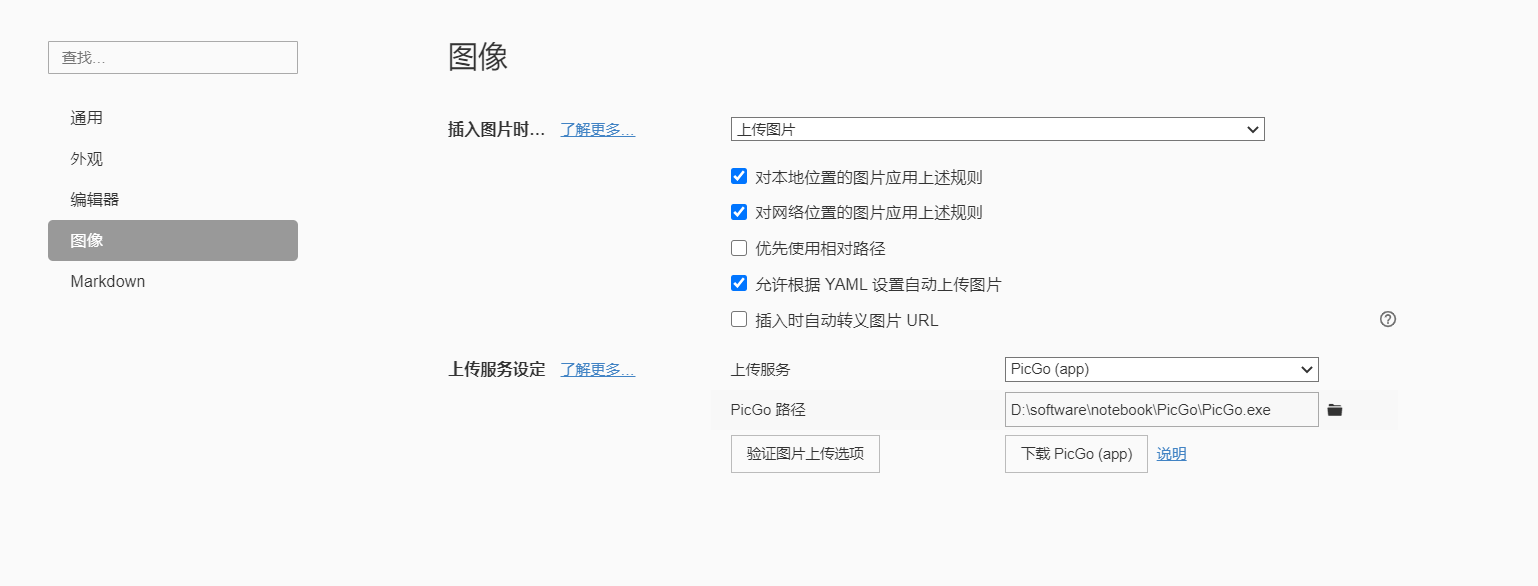 查找...
通用
外观
编辑器
图像
Markdown
图像
插入图片时... 了解更多...
上传图片
对本地位置的图片应用上述规则
对网络位置的图片应用上述规则
优先使用相对路径
允许根据 YAML 设置自动上传图片
插入时自动转义图片 URL
上传服务设定 了解更多...
上传服务 PicGo (app)
PicGo 路径 D:\software\notebook\PicGo\PicGo.exe
验证图片上传选项 下载 PicGo (app) 说明